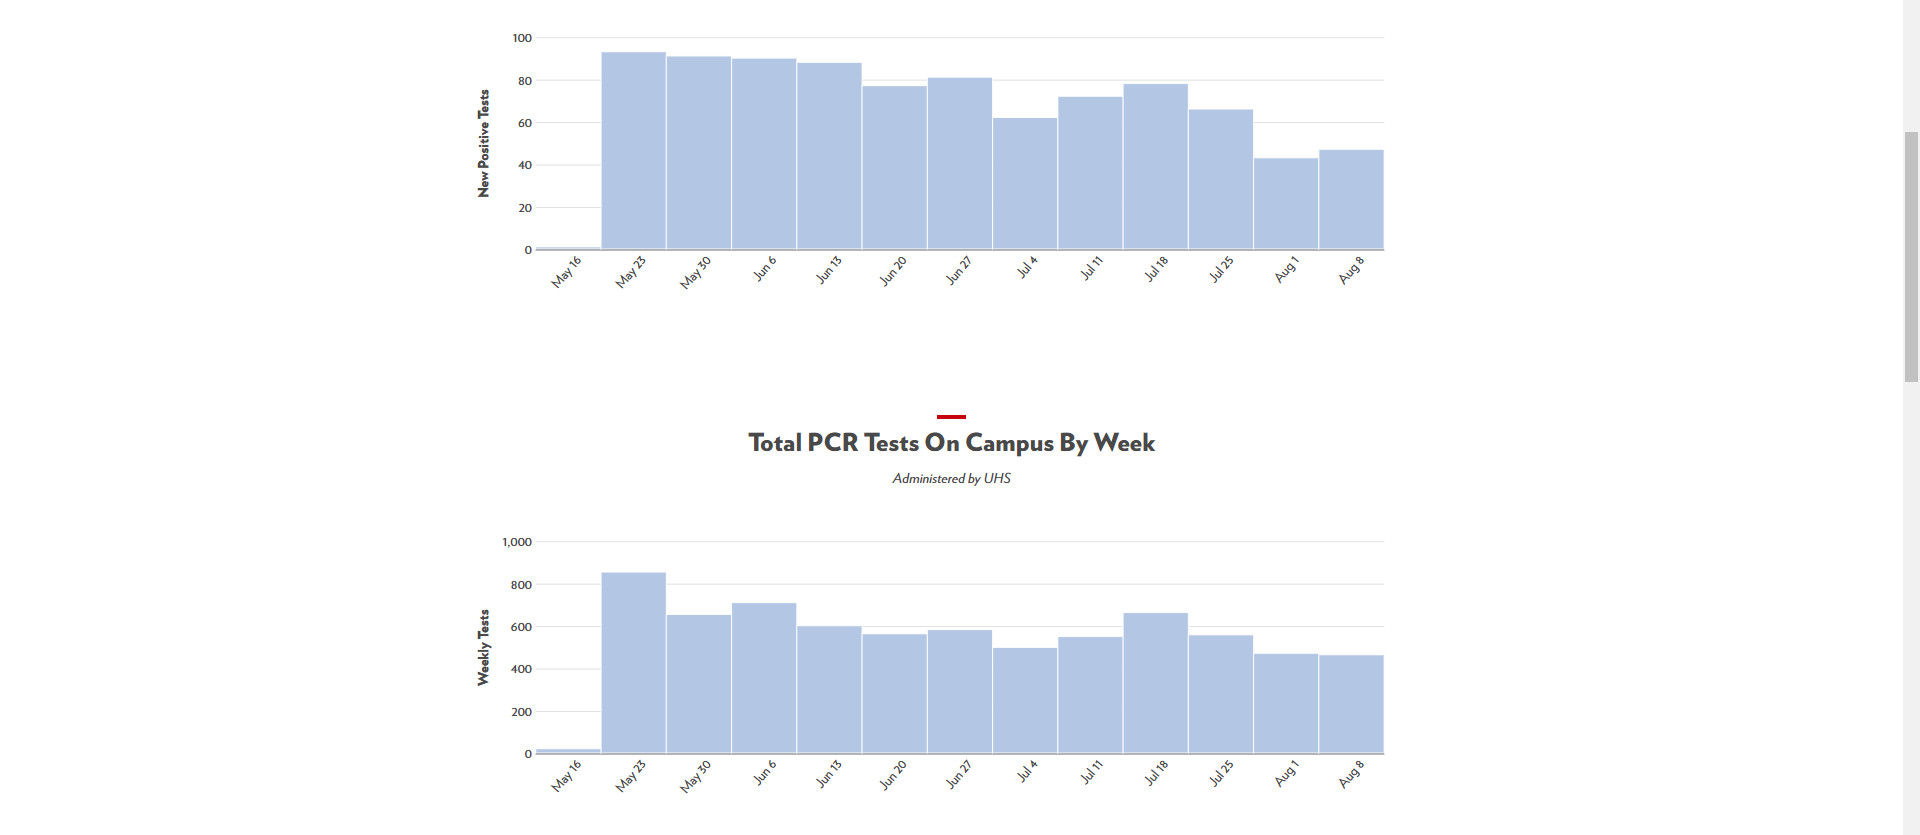 New Positive Tests
100
80
60
40
20
0
May 16
May 23
May 30
Jun 6
Jun 13
Jun 20
Jun 27
Jul 4
Jul 11
Jul 18
Jul 25
Aug 1
Aug 8
Total PCR Tests On Campus By Week
Administered by UHS
Weekly Tests
1,000
800
600
400
200
0
May 16
May 23
May 30
Jun 6
Jun 13
Jun 20
Jun 27
Jul 4
Jul 11
Jul 18
Jul 25
Aug 1
Aug 8